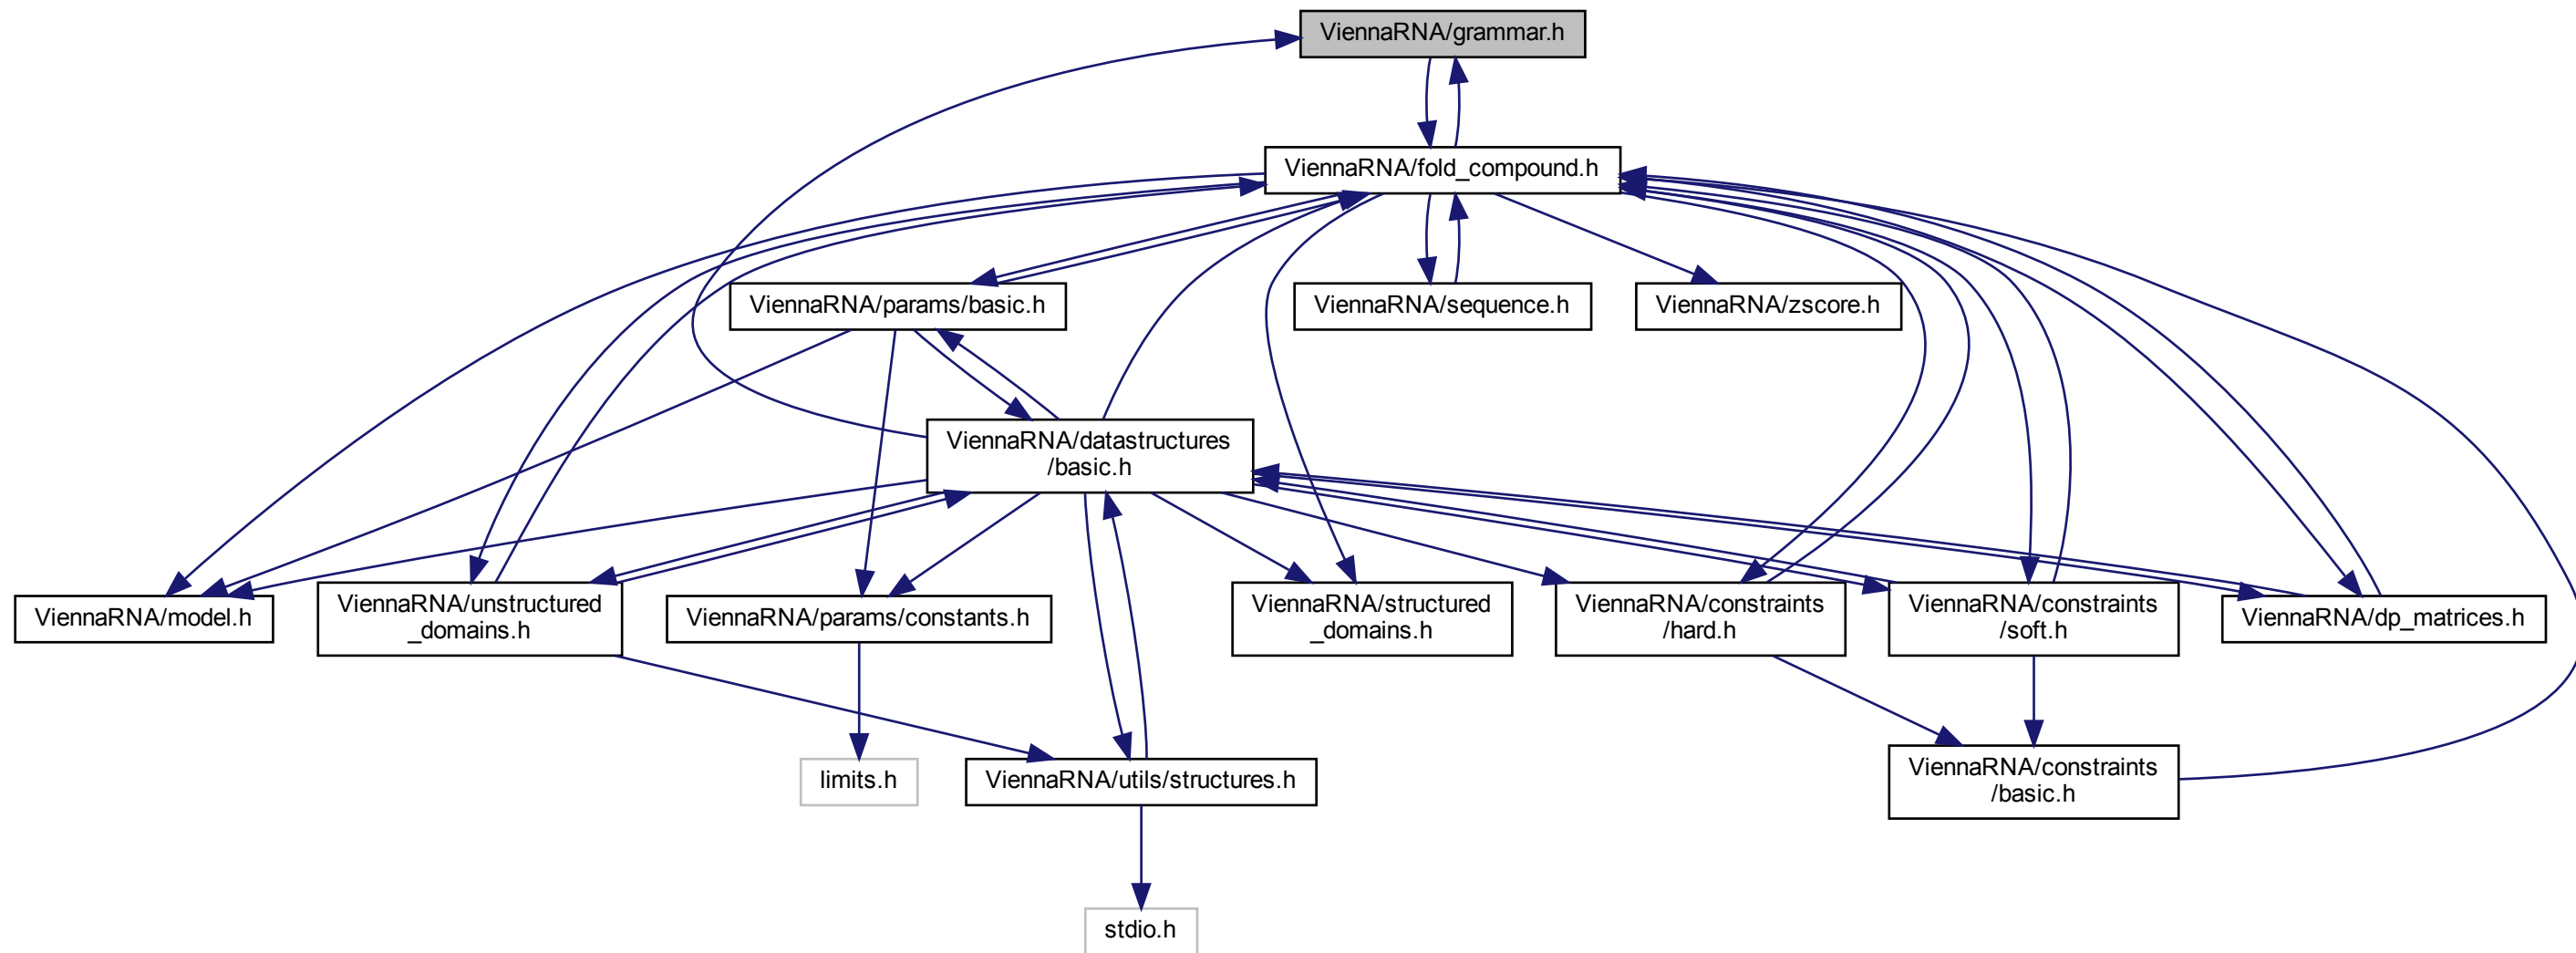 ViennaRNA/grammar.h
ViennaRNA/fold_compound.h
ViennaRNA/params/basic.h
ViennaRNA/sequence.h
ViennaRNA/zscore.h
ViennaRNA/datastructures
/basic.h
ViennaRNA/model.h
ViennaRNA/unstructured
_domains.h
ViennaRNA/params/constants.h
ViennaRNA/structured
_domains.h
ViennaRNA/constraints
/hard.h
ViennaRNA/constraints
/soft.h
ViennaRNA/dp_matrices.h
limits.h
ViennaRNA/utils/structures.h
ViennaRNA/constraints
/basic.h
stdio.h